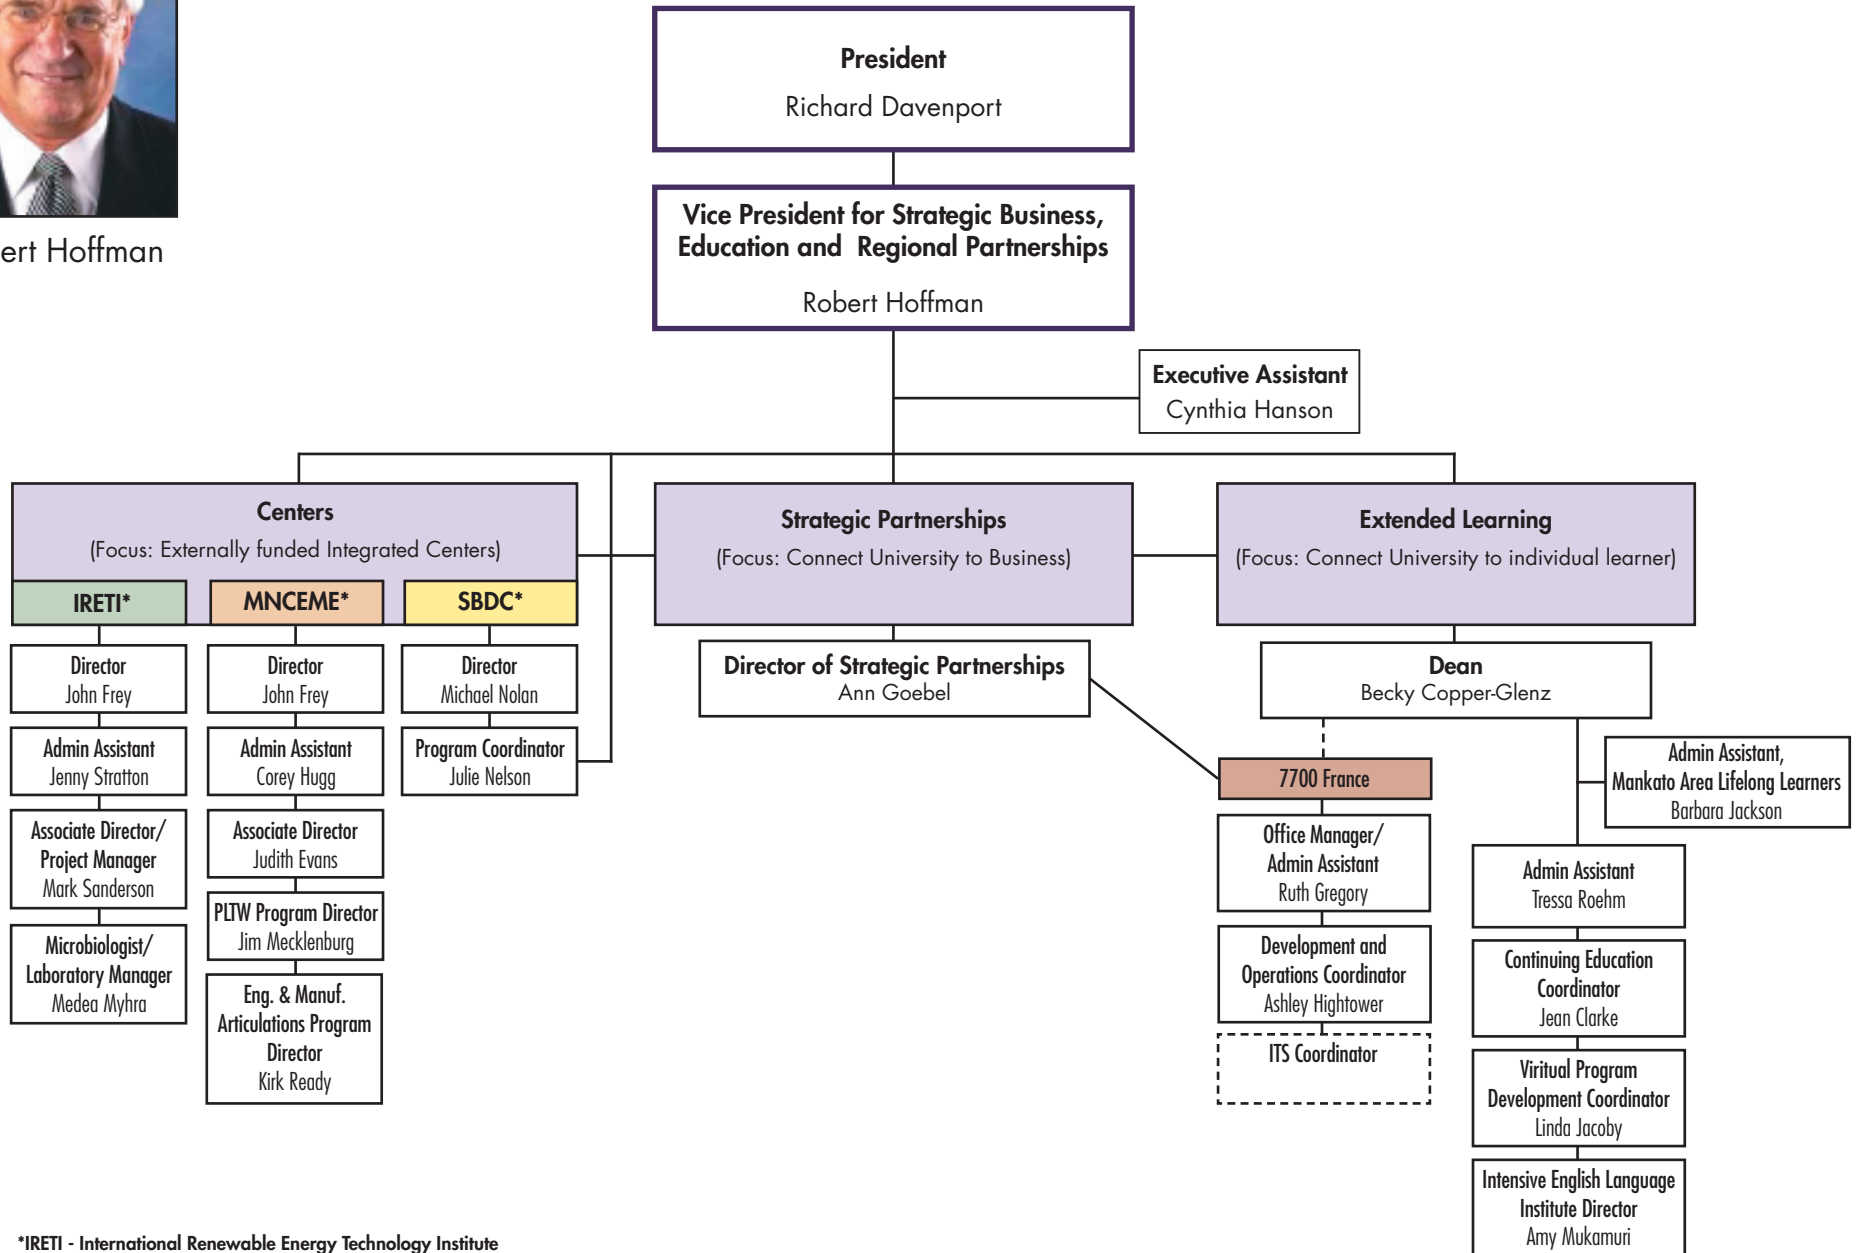 ert Hoffman
President
Richard Davenport
Vice President for Strategic Business,
Education and Regional Partnerships
Robert Hoffman
Executive Assistant
Cynthia Hanson
Centers
(Focus: Externally funded Integrated Centers)
IRETI*
MNCEME*
SBDC*
Strategic Partnerships
(Focus: Connect University to Business)
Extended Learning
(Focus: Connect University to individual learner)
Director
John Frey
Admin Assistant
Jenny Stratton
Associate Director/
Project Manager
Mark Sanderson
Microbiologist/
Laboratory Manager
Medea Myhra
Director
John Frey
Admin Assistant
Corey Hugg
Associate Director
Judith Evans
PLTW Program Director
Jim Mecklenburg
Eng. & Manuf.
Articulations Program
Director
Kirk Ready
Director
Michael Nolan
Program Coordinator
Julie Nelson
Director of Strategic Partnerships
Ann Goebel
Dean
Becky Copper-Glenz
7700 France
Office Manager/
Admin Assistant
Ruth Gregory
Development and
Operations Coordinator
Ashley Hightower
ITS Coordinator
Admin Assistant,
Mankato Area Lifelong Learners
Barbara Jackson
Admin Assistant
Tressa Roehm
Continuing Education
Coordinator
Jean Clarke
Viritual Program
Development Coordinator
Linda Jacoby
Intensive English Language
Institute Director
Amy Mukamuri
*IRETI - International Renewable Energy Technology Institute